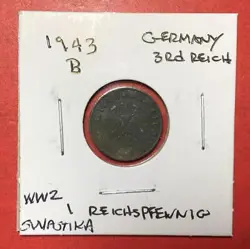 1943
B
GERMANY
3RD REICH
WW2
1 REICHSPFENNIG
SWASTIKA